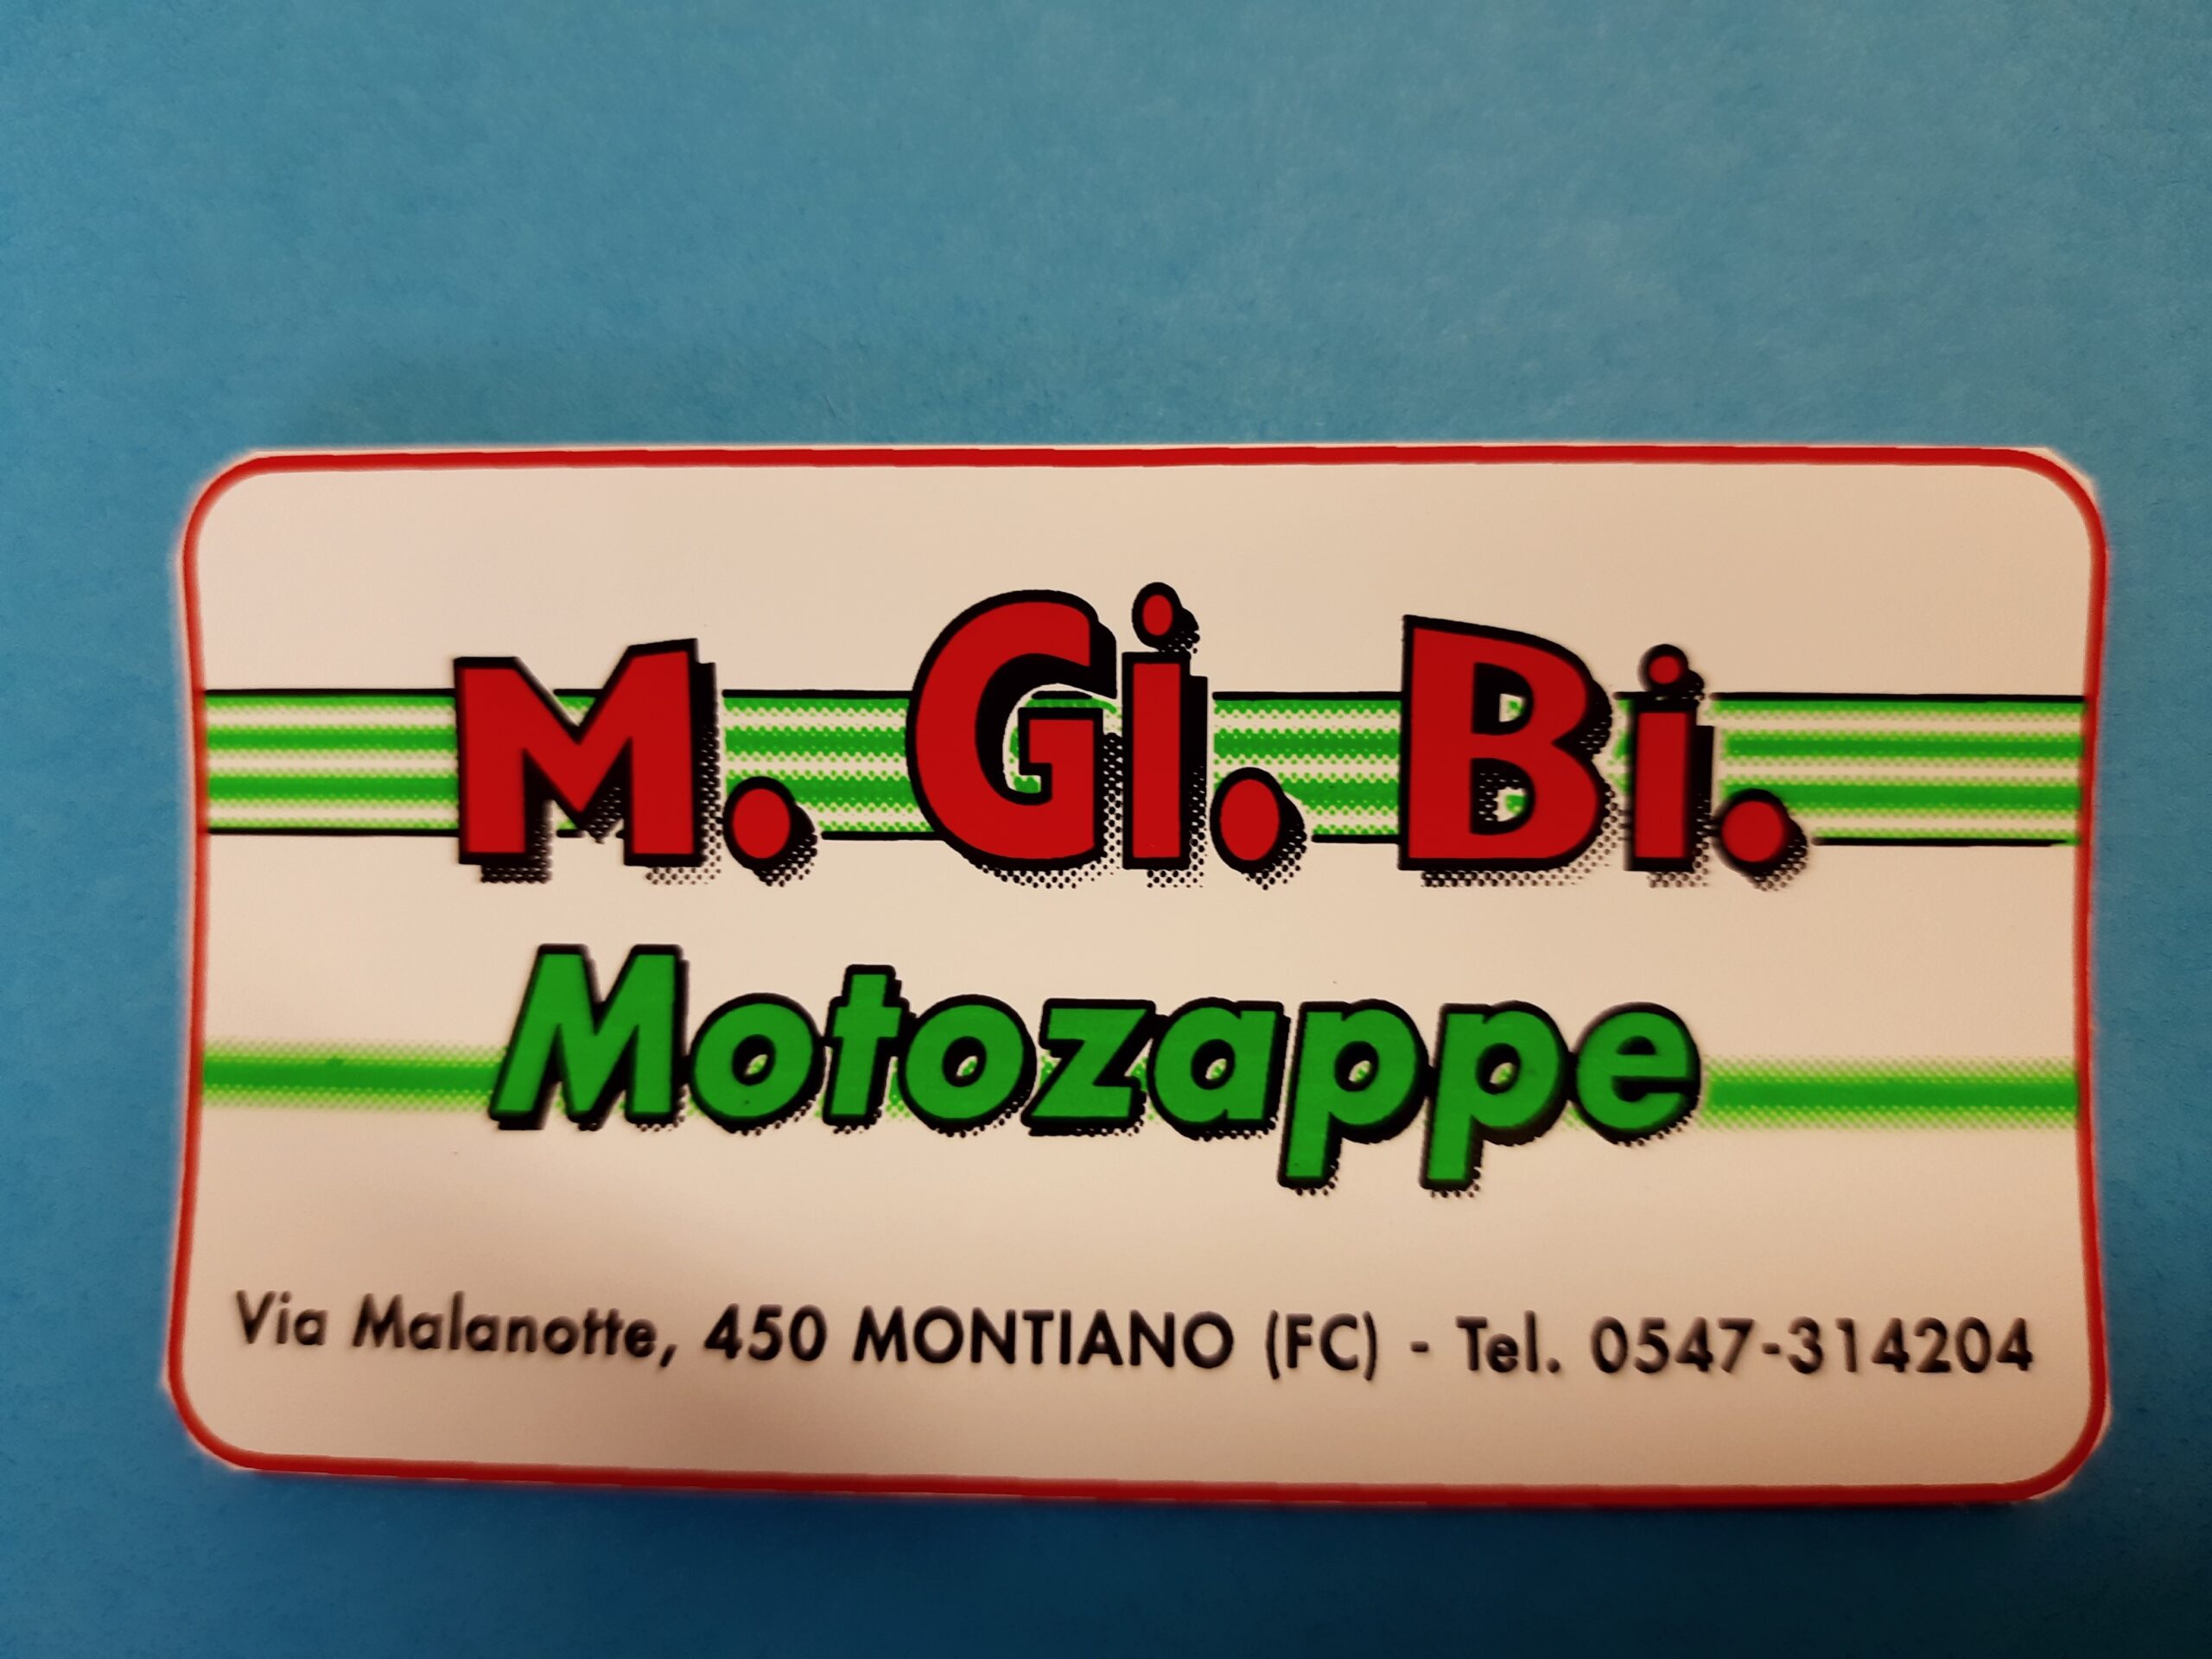 M. Gi. Bi.
Motozappe
Via Malanotte, 450 MONTIANO (FC) - Tel. 0547-314204